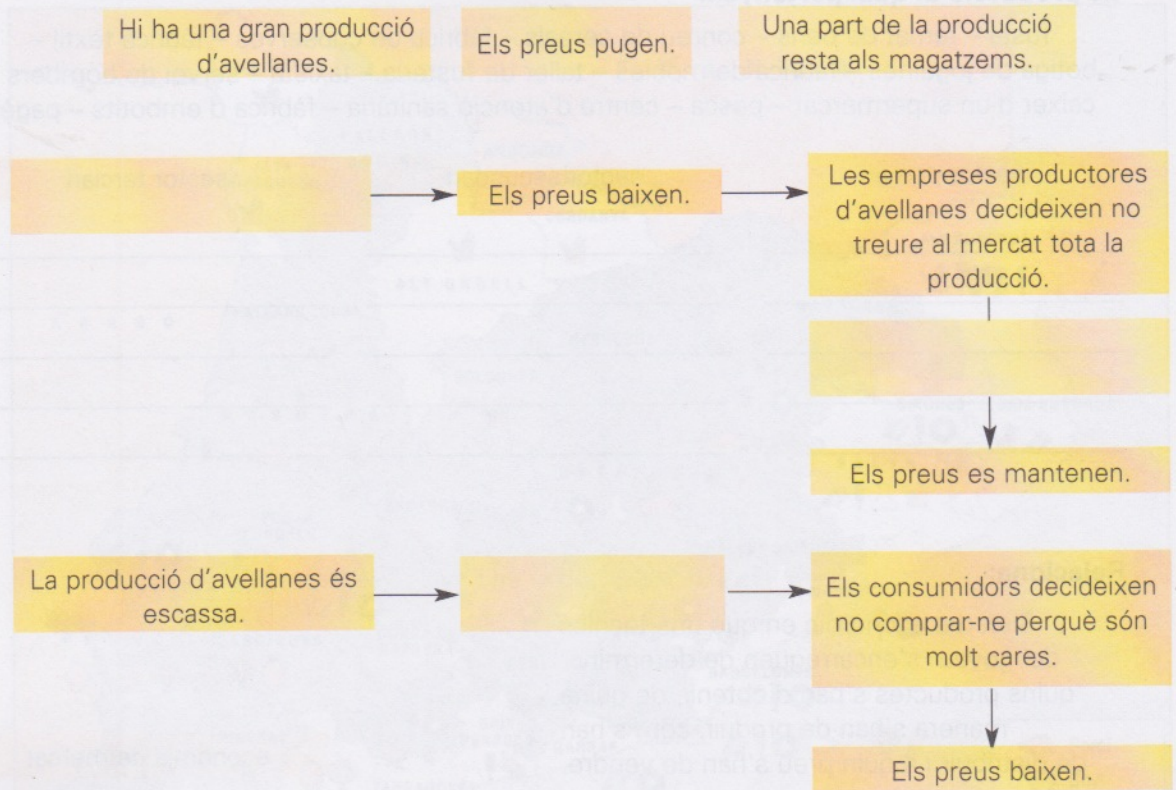 Hi ha una gran producció
d'avellanes.
Els preus pugen.
Una part de la producció
resta als magatzems.
Els preus baixen.
Les empreses productores
d'avellanes decideixen no
treure al mercat tota la
producció.
Els preus es mantenen.
La producció d'avellanes és
escassa.
Els consumidors decideixen
no comprar-ne perquè són
molt cares.
Els preus baixen.